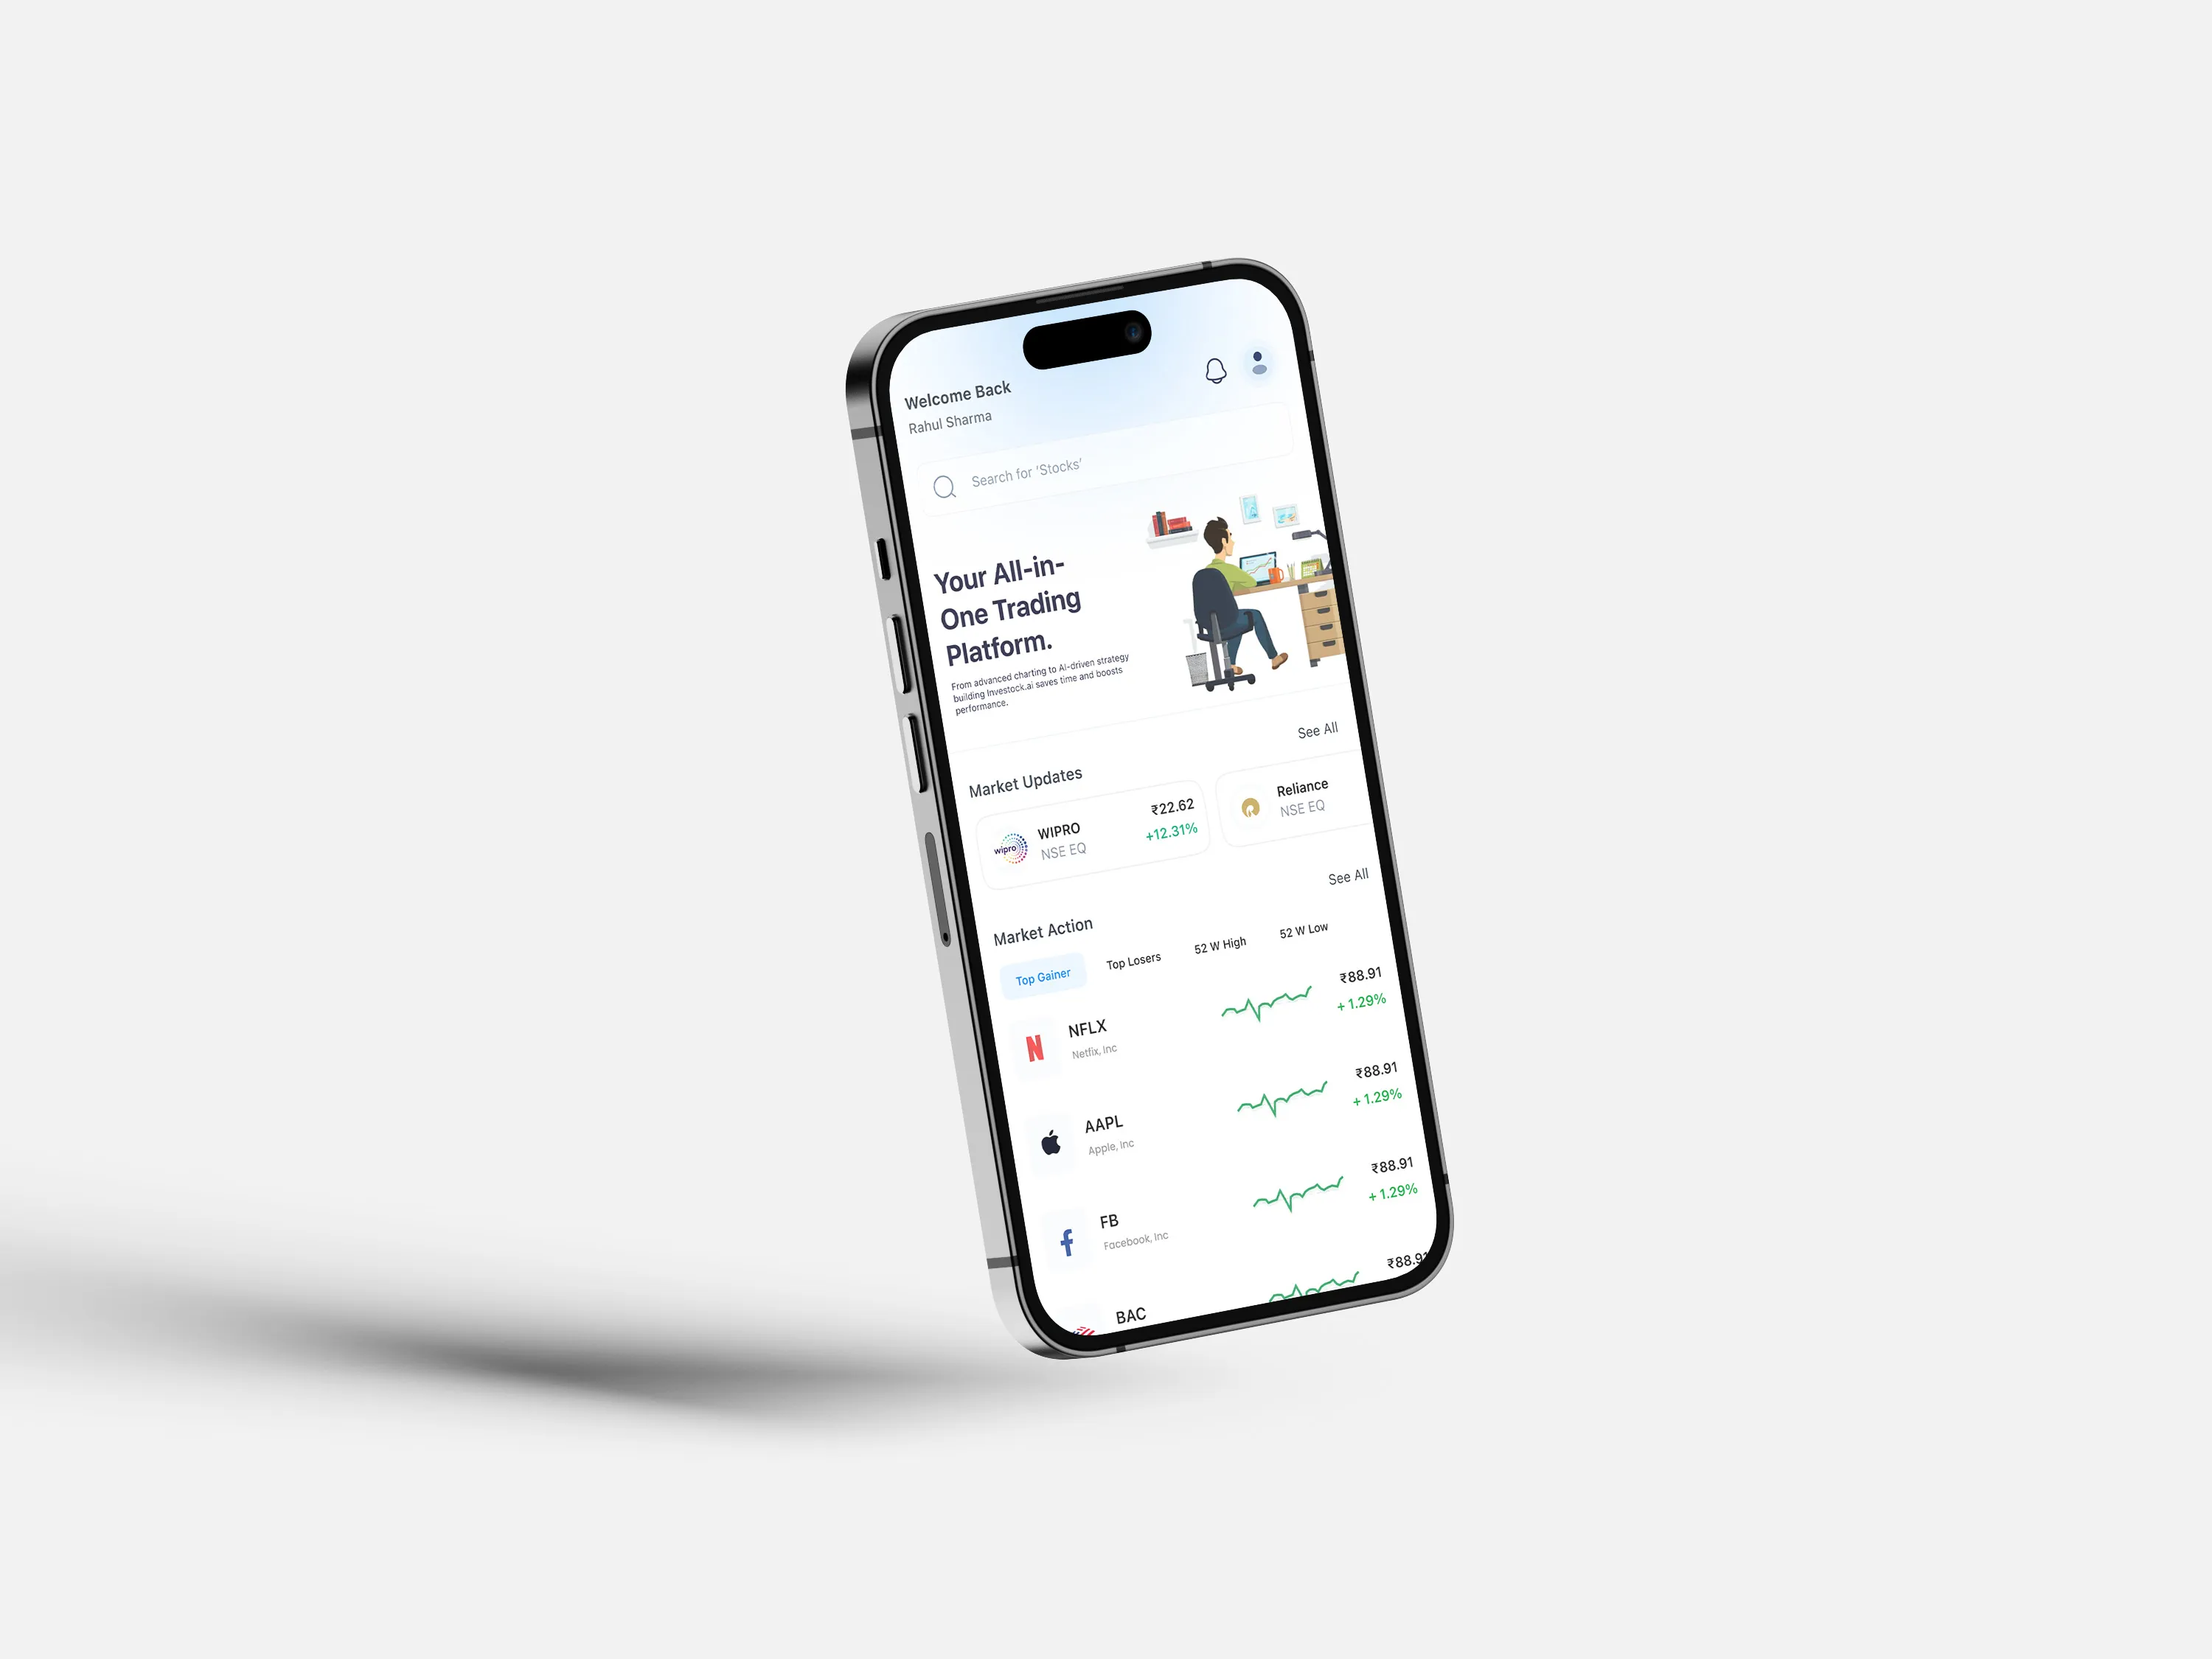 Welcome Back
Rahul Sharma
Search for ‘Stocks’
Your All-in-
One Trading
Platform.
From advanced charting to AI-driven strategy
building Investock.ai saves time and boosts
performance.
See All
Market Updates
wipro
WIPRO
NSE EQ
₹22.62
+12.31%
Reliance
NSE EQ
See All
Market Action
Top Gainer
Top Losers
52 W High
52 W Low
N
NFLX
Netfix, Inc
₹88.91
+ 1.29%
AAPL
Apple, Inc
₹88.91
+ 1.29%
f
FB
Facebook, Inc
₹88.91
+ 1.29%
BAC
₹88.91